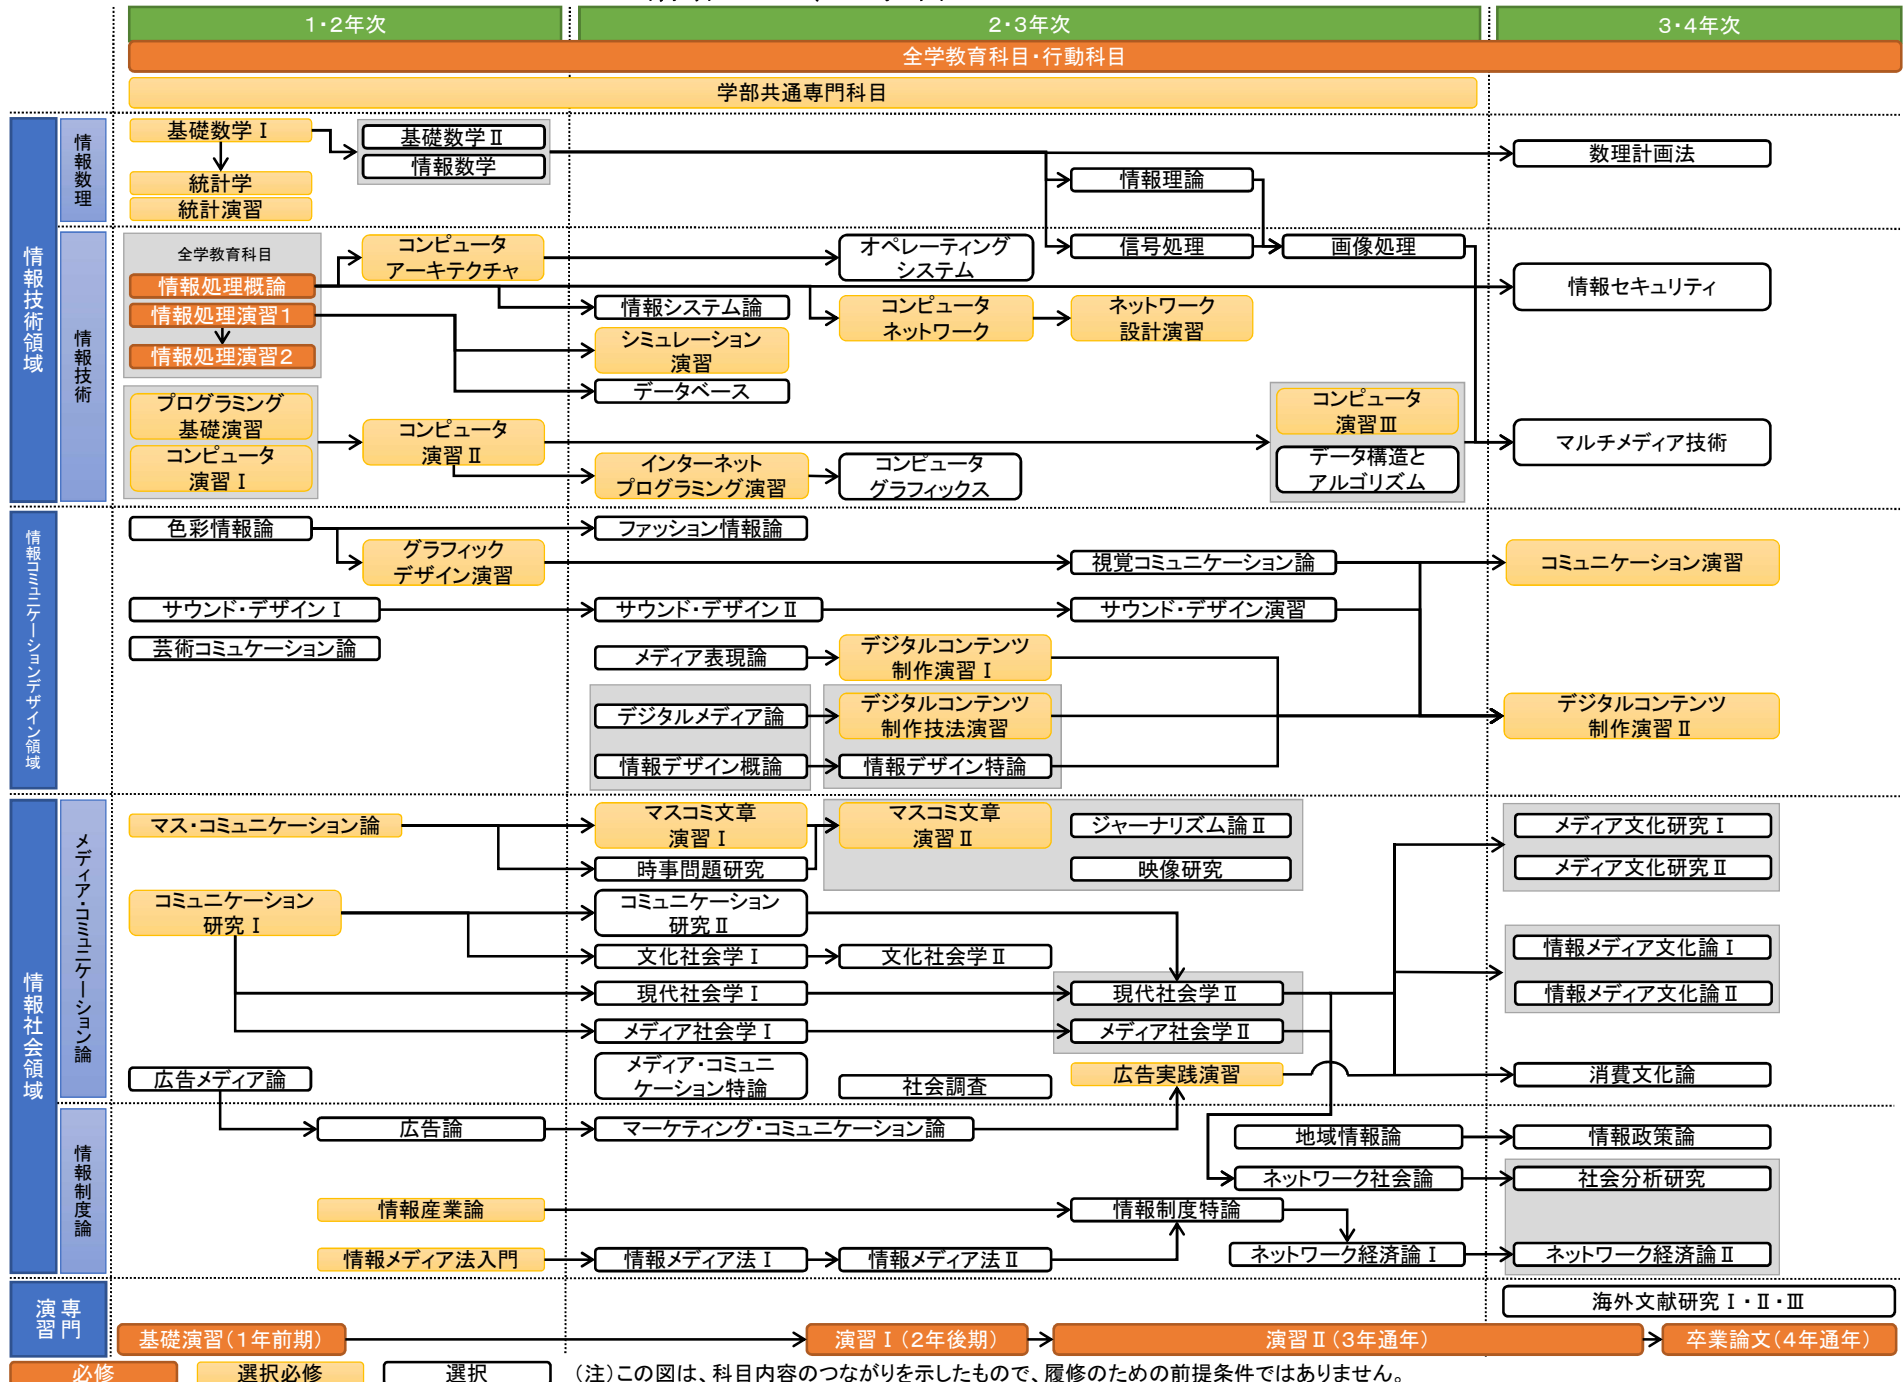 1・2年次
2・3年次
3・4年次
全学教育科目・行動科目
学部共通専門科目
情報技術領域
情報数理
基礎数学Ⅰ
基礎数学Ⅱ
情報数学
数理計画法
統計学
統計演習
情報理論
情報技術
全学教育科目
情報処理概論
情報処理演習1
情報処理演習2
コンピュータ
アーキテクチャ
オペレーティング
システム
信号処理
画像処理
情報セキュリティ
情報システム論
コンピュータ
ネットワーク
ネットワーク
設計演習
シミュレーション
演習
データベース
プログラミング
基礎演習
コンピュータ
演習Ⅰ
コンピュータ
演習Ⅱ
コンピュータ
演習Ⅲ
データ構造と
アルゴリズム
マルチメディア技術
インターネット
プログラミング演習
コンピュータ
グラフィックス
情報コミュニケーションデザイン領域
色彩情報論
ファッション情報論
グラフィック
デザイン演習
視覚コミュニケーション論
コミュニケーション演習
サウンド・デザインⅠ
サウンド・デザインⅡ
サウンド・デザイン演習
芸術コミュケーション論
メディア表現論
デジタルコンテンツ
制作演習Ⅰ
デジタルメディア論
デジタルコンテンツ
制作技法演習
デジタルコンテンツ
制作演習Ⅱ
情報デザイン概論
情報デザイン特論
情報社会領域
メディア・コミュニケーション論
マス・コミュニケーション論
マスコミ文章
演習Ⅰ
マスコミ文章
演習Ⅱ
ジャーナリズム論Ⅱ
メディア文化研究Ⅰ
時事問題研究
映像研究
メディア文化研究Ⅱ
コミュニケーション
研究Ⅰ
コミュニケーション
研究Ⅱ
文化社会学Ⅰ
文化社会学Ⅱ
情報メディア文化論Ⅰ
現代社会学Ⅰ
現代社会学Ⅱ
情報メディア文化論Ⅱ
メディア社会学Ⅰ
メディア社会学Ⅱ
広告メディア論
メディア・コミュニ
ケーション特論
社会調査
広告実践演習
消費文化論
情報制度論
広告論
マーケティング・コミュニケーション論
地域情報論
情報政策論
ネットワーク社会論
社会分析研究
情報産業論
情報制度特論
情報メディア法入門
情報メディア法Ⅰ
情報メディア法Ⅱ
ネットワーク経済論Ⅰ
ネットワーク経済論Ⅱ
専門演習
海外文献研究Ⅰ・Ⅱ・Ⅲ
基礎演習（1年前期）
演習Ⅰ（2年後期）
演習Ⅱ（3年通年）
卒業論文（4年通年）
必修
選択必修
選択
（注）この図は、科目内容のつながりを示したもので、履修のための前提条件ではありません。